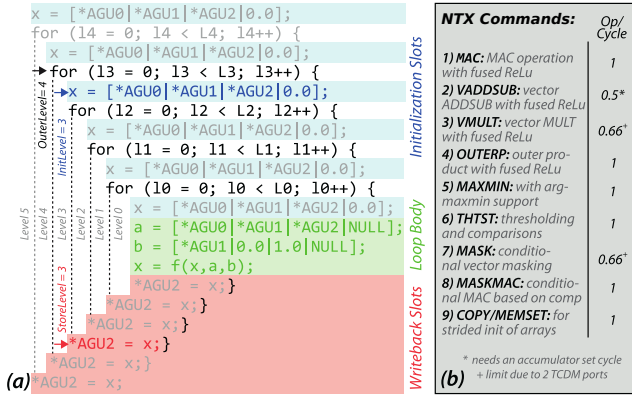 x = [*AGU0|*AGU1|*AGU2|0.0];
for (l4 = 0; l4 < L4; l4++) {
x = [*AGU0|*AGU1|*AGU2|0.0];
for (l3 = 0; l3 < L3; l3++) {
x = [*AGU0|*AGU1|*AGU2|0.0];
for (l2 = 0; l2 < L2; l2++) {
x = [*AGU0|*AGU1|*AGU2|0.0];
for (l1 = 0; l1 < L1; l1++) {
x = [*AGU0|*AGU1|*AGU2|0.0];
for (l0 = 0; l0 < L0; l0++) {
x = [*AGU0|*AGU1|*AGU2|0.0];
a = [*AGU0|*AGU1|*AGU2|NULL];
b = [*AGU1|0.0|1.0|NULL];
x = f(x,a,b);
*AGU2 = x;}
*AGU2 = x;}
*AGU2 = x;}
*AGU2 = x;}
*AGU2 = x;}
*AGU2 = x;
OuterLevel = 4
InitLevel = 3
StoreLevel = 3
Level 5
Level 4
Level 3
Level 2
Level 1
Level 0
Initialization Slots
Loop Body
Writeback Slots
(a)
NTX Commands:
Op/
Cycle
1) MAC: MAC operation
with fused ReLu
1
2) VADDSUB: vector
ADDSUB with fused ReLu
0.5*
3) VMULT: vector MULT
with fused ReLu
0.66+
4) OUTERP: outer pro-
duct with fused ReLu
1
5) MAXMIN: with arg-
maxmin support
1
6) THTST: thresholding
and comparisons
1
7) MASK: conditio-
nal vector masking
0.66+
8) MASKMAC: conditio-
nal MAC based on comp
1
9) COPY/MEMSET: for
strided init of arrays
1
* needs an accumulator set cycle
+ limit due to 2 TCDM ports
(b)